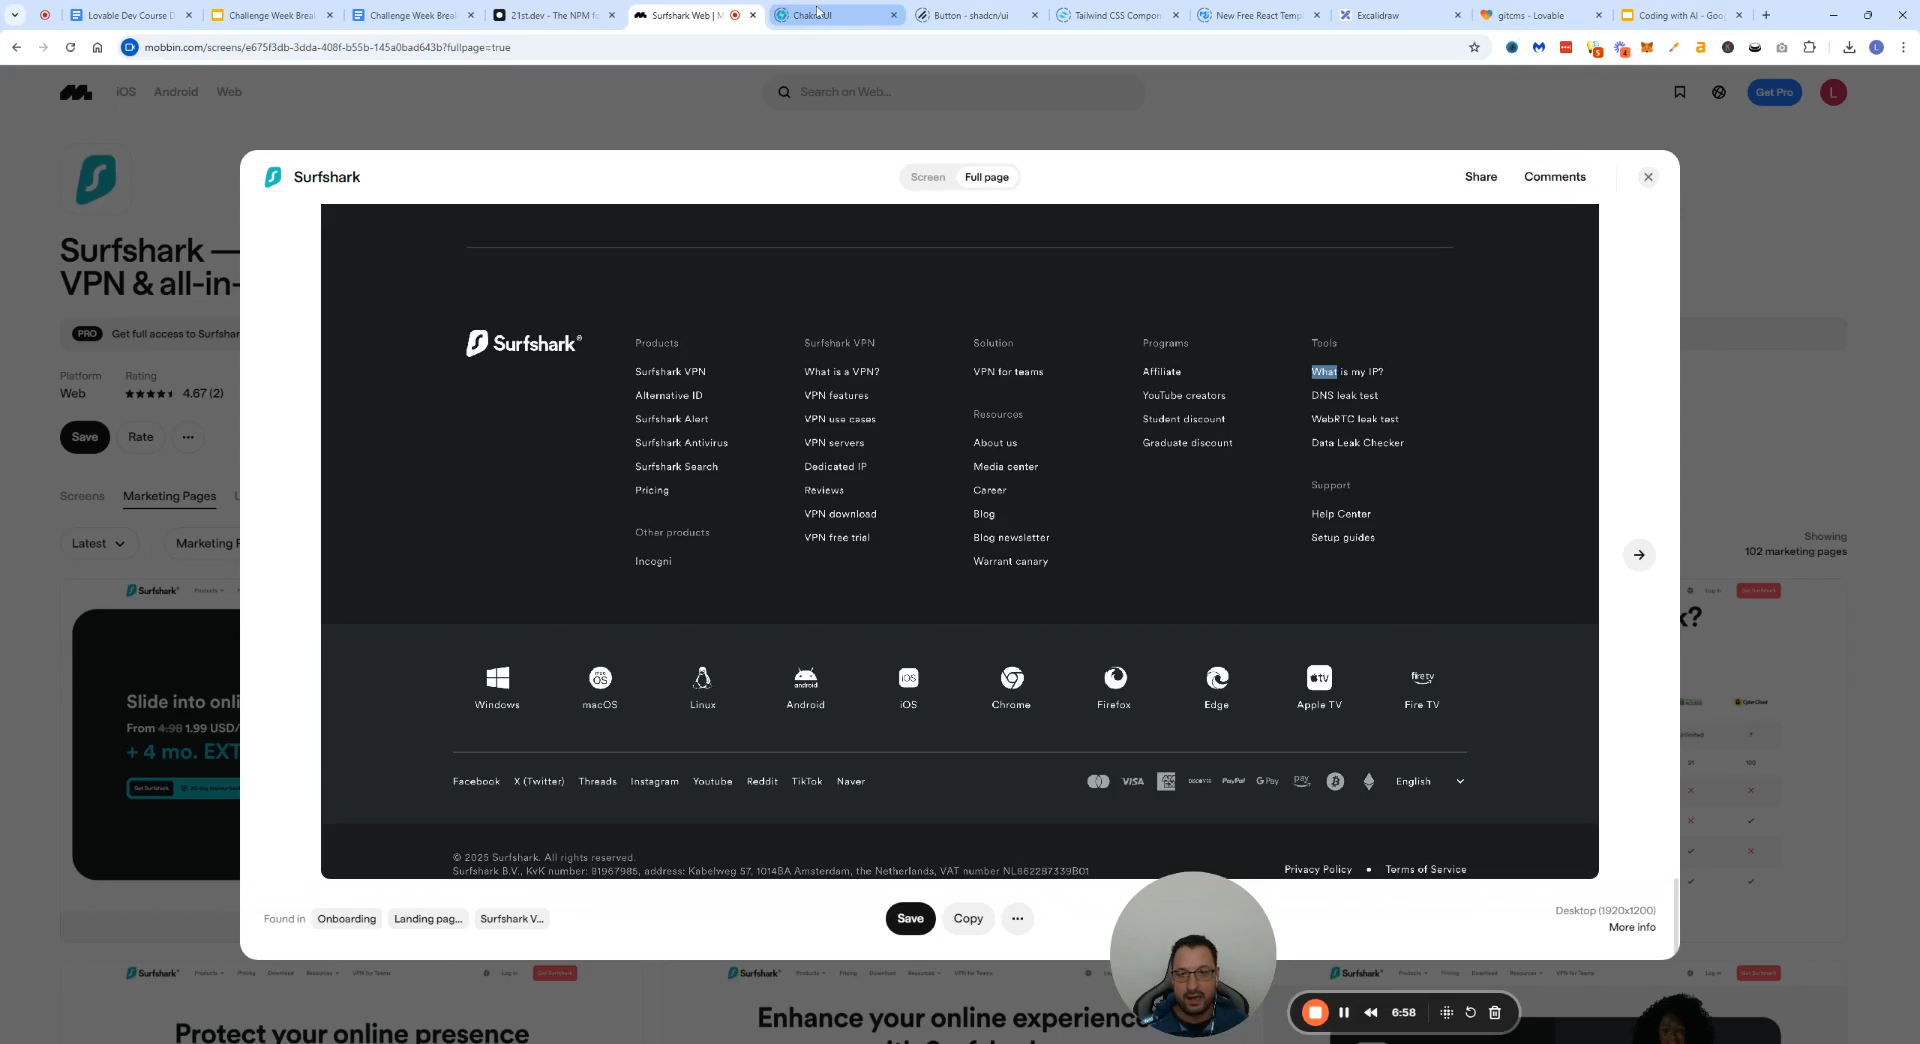 Lovable Dev Course D
Challenge Week Break
Challenge Week Break
21st.dev - The NPM fo
Surfshark Web | M
Chakra UI
Button - shadcn/ui
Tailwind CSS Compon
New Free React Templ
Excalidraw
gitcms - Lovable
Coding with AI - Goo
mobbin.com/screens/e675f3db-3dda-408f-b55b-145a0bad643b?fullpage=true
iOS
Android
Web
Search on Web...
Get Pro
L
Surfshark
Screen
Full page
Share
Comments
Surfshark —
VPN & all-in-
PRO
Get full access to Surfshar
Platform
Rating
Web
4.67 (2)
Save
Rate
Screens
Marketing Pages
Latest
Showing
102 marketing pages
Surfshark®
Products
Surfshark VPN
Alternative ID
Surfshark Alert
Surfshark Antivirus
Surfshark Search
Pricing
Other products
Incogni
Surfshark VPN
What is a VPN?
VPN features
VPN use cases
VPN servers
Dedicated IP
Reviews
VPN download
VPN free trial
Solution
VPN for teams
Resources
About us
Media center
Career
Blog
Blog newsletter
Warrant canary
Programs
Affiliate
YouTube creators
Student discount
Graduate discount
Tools
What is my IP?
DNS leak test
WebRTC leak test
Data Leak Checker
Support
Help Center
Setup guides
Windows
macOS
Linux
Android
iOS
Chrome
Firefox
Edge
Apple TV
Fire TV
Facebook X (Twitter) Threads Instagram Youtube Reddit TikTok Naver
VISA
PayPal
G Pay
English
© 2025 Surfshark. All rights reserved.
Surfshark B.V., KvK number: 81967985, address: Kabelweg 57, 1014BA Amsterdam, the Netherlands, VAT number NL862287339B01
Privacy Policy • Terms of Service
Found in
Onboarding
Landing pag...
Surfshark V...
Save
Copy
Desktop (1920x1200)
More info
Slide into onli
From 4.98 1.99 USD/
+ 4 mo. EXT
k?
Protect your online presence
Enhance your online experienc
6:58